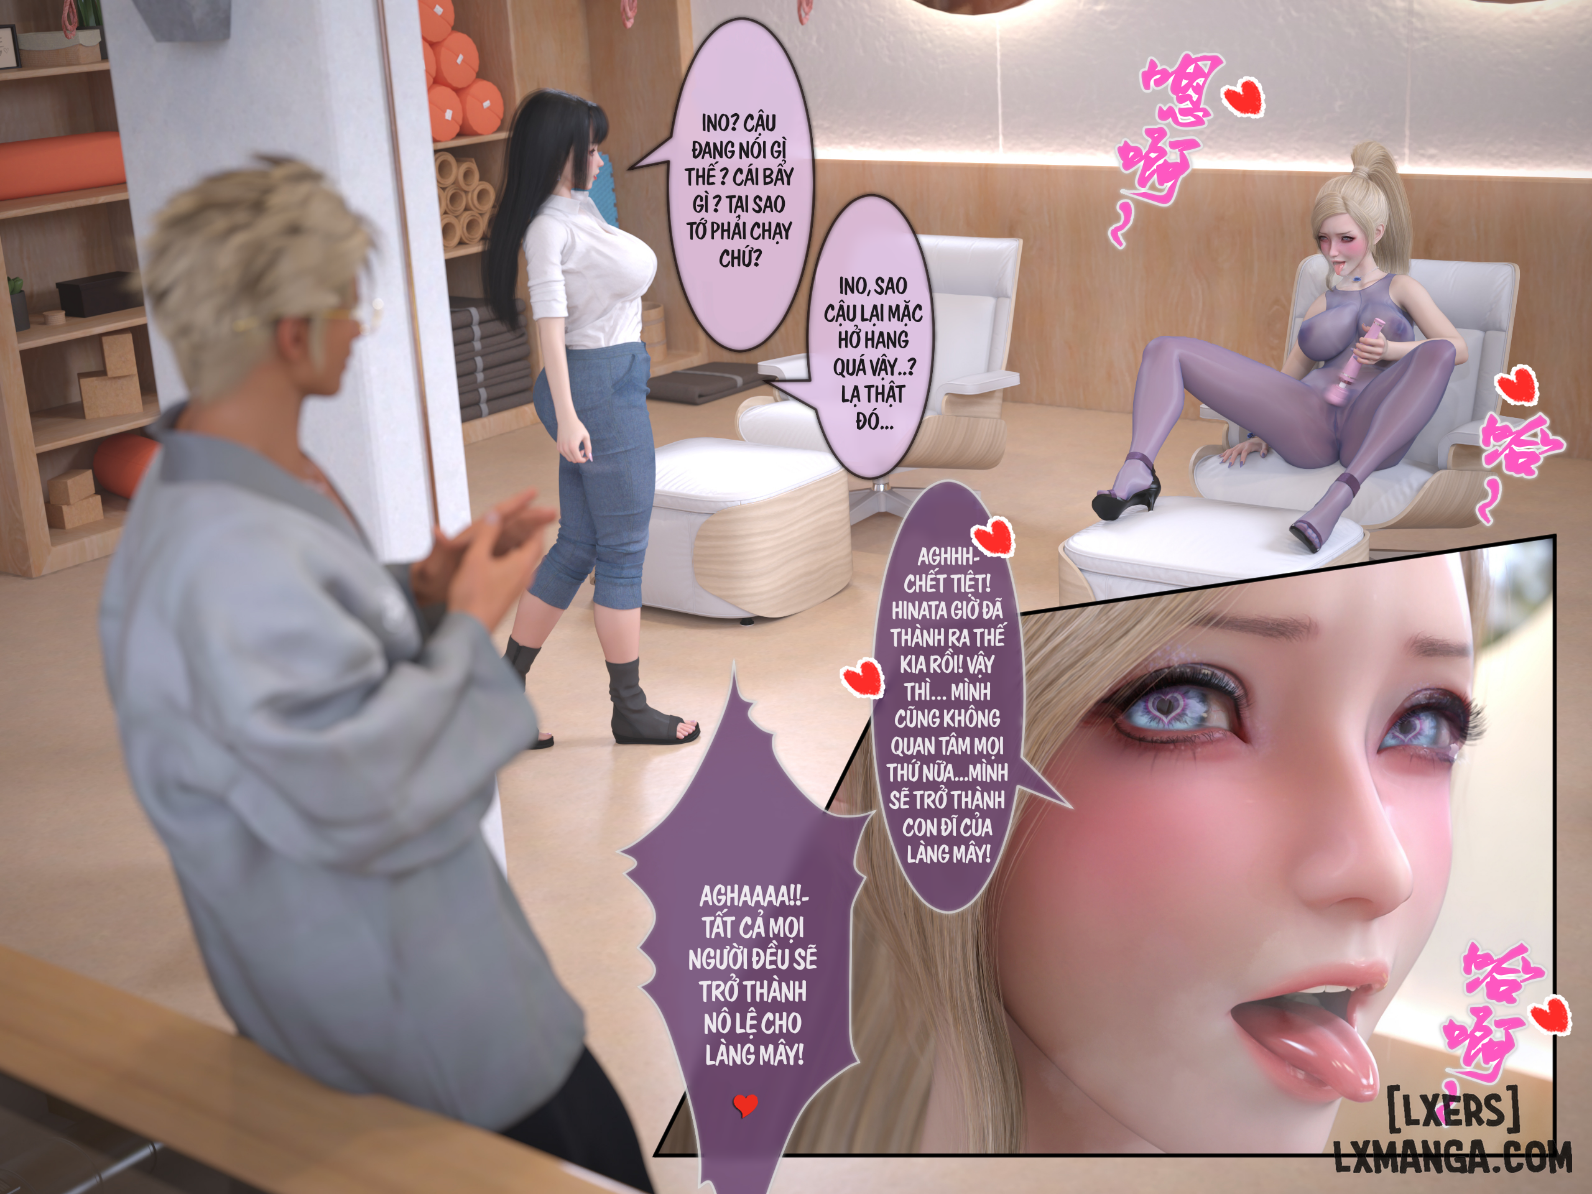 INO? CẬU
ĐANG NÓI GÌ
THẾ ? CÁI BẪY
GÌ ? TẠI SAO
TỚ PHẢI CHẠY
CHỨ?
INO, SAO
CẬU LẠI MẶC
HỞ HANG
QUÁ VẬY..?
LẠ THẬT
ĐÓ...
嗯
啊
~
哈
~
AGHHH-
CHẾT TIỆT!
HINATA GIỜ ĐÃ
THÀNH RA THẾ
KIA RỒI! VẬY
THÌ... MÌNH
CŨNG KHÔNG
QUAN TÂM MỌI
THỨ NỮA...MÌNH
SẼ TRỞ THÀNH
CON ĐĨ CỦA
LÀNG MÂY!
AGHAAAA!!-
TẤT CẢ MỌI
NGƯỜI ĐỀU SẼ
TRỞ THÀNH
NÔ LỆ CHO
LÀNG MÂY!
哈
啊
~
[LXERS]
LXMANGA.COM